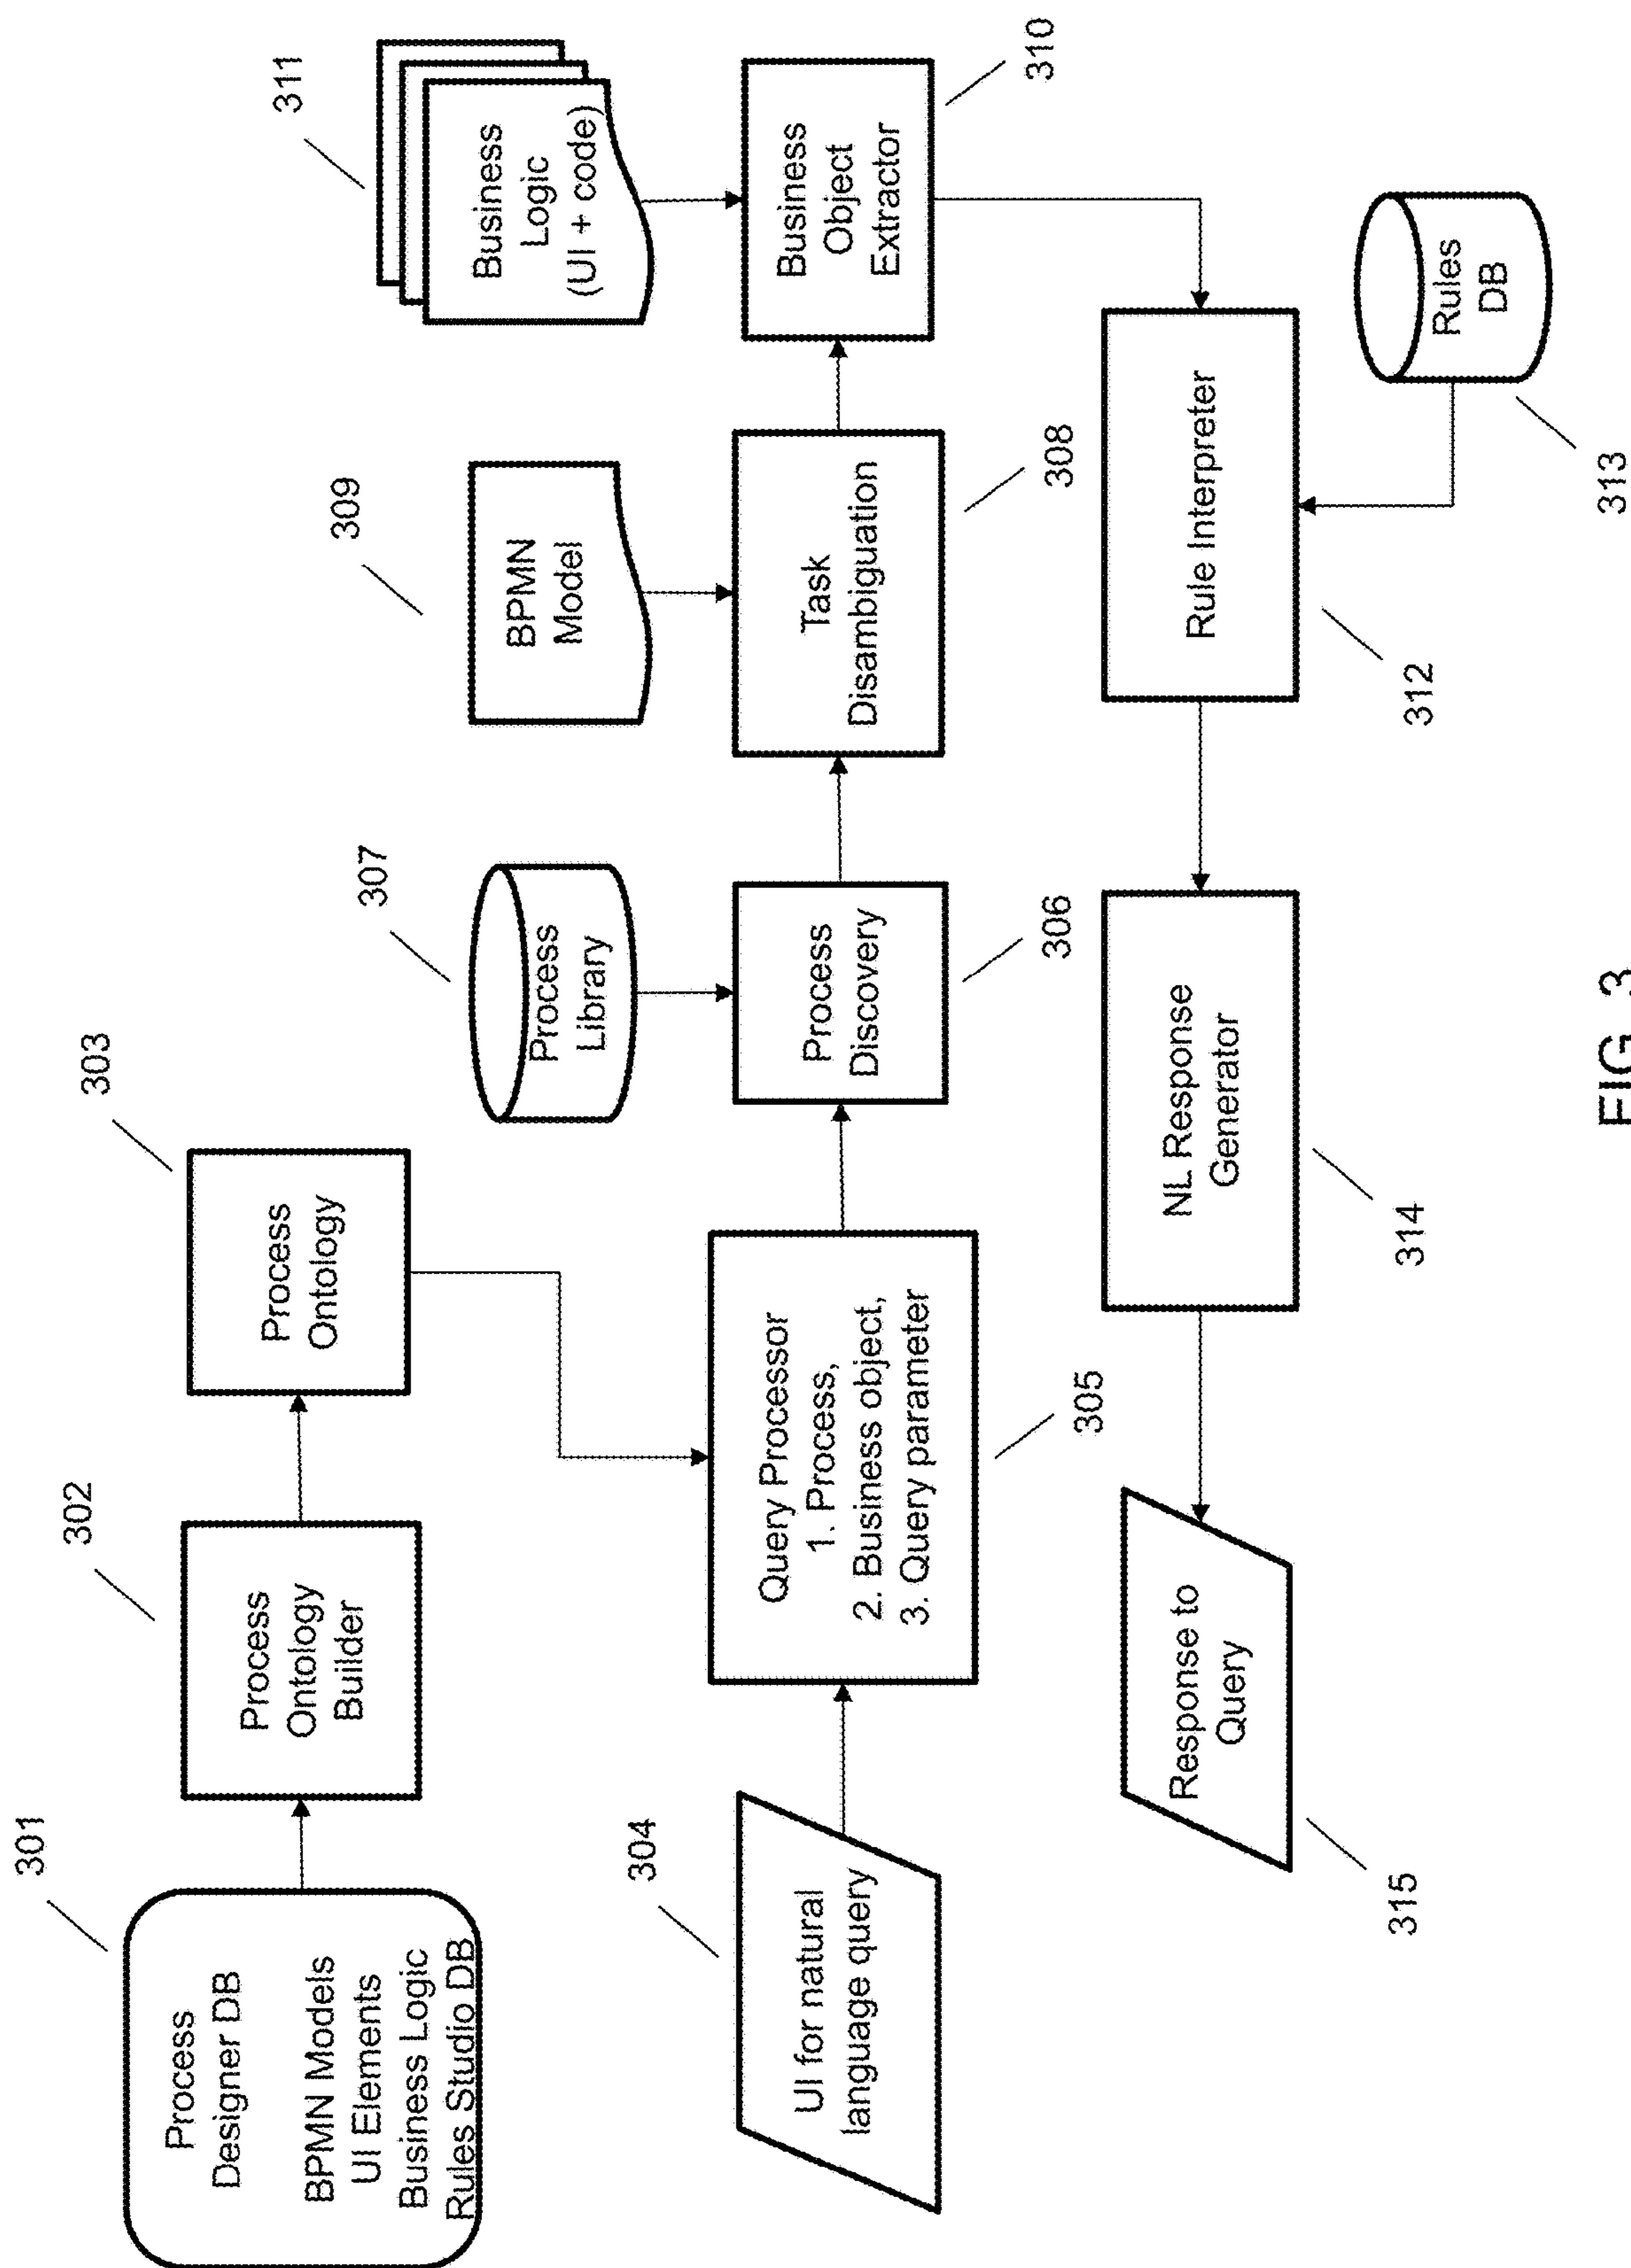 301
Process
Designer DB
BPMN Models
UI Elements
Business Logic
Rules Studio DB
302
Process
Ontology
Builder
303
Process
Ontology
304
UI for natural
language query
Query Processor
1. Process,
2. Business object,
3. Query parameter
305
307
Process
Library
Process
Discovery
306
309
BPMN
Model
Task
Disambiguation
308
311
Business
Logic
(UI + code)
Business
Object
Extractor
310
Response to
Query
315
NL Response
Generator
314
Rule Interpreter
312
Rules
DB
313
FIG. 3